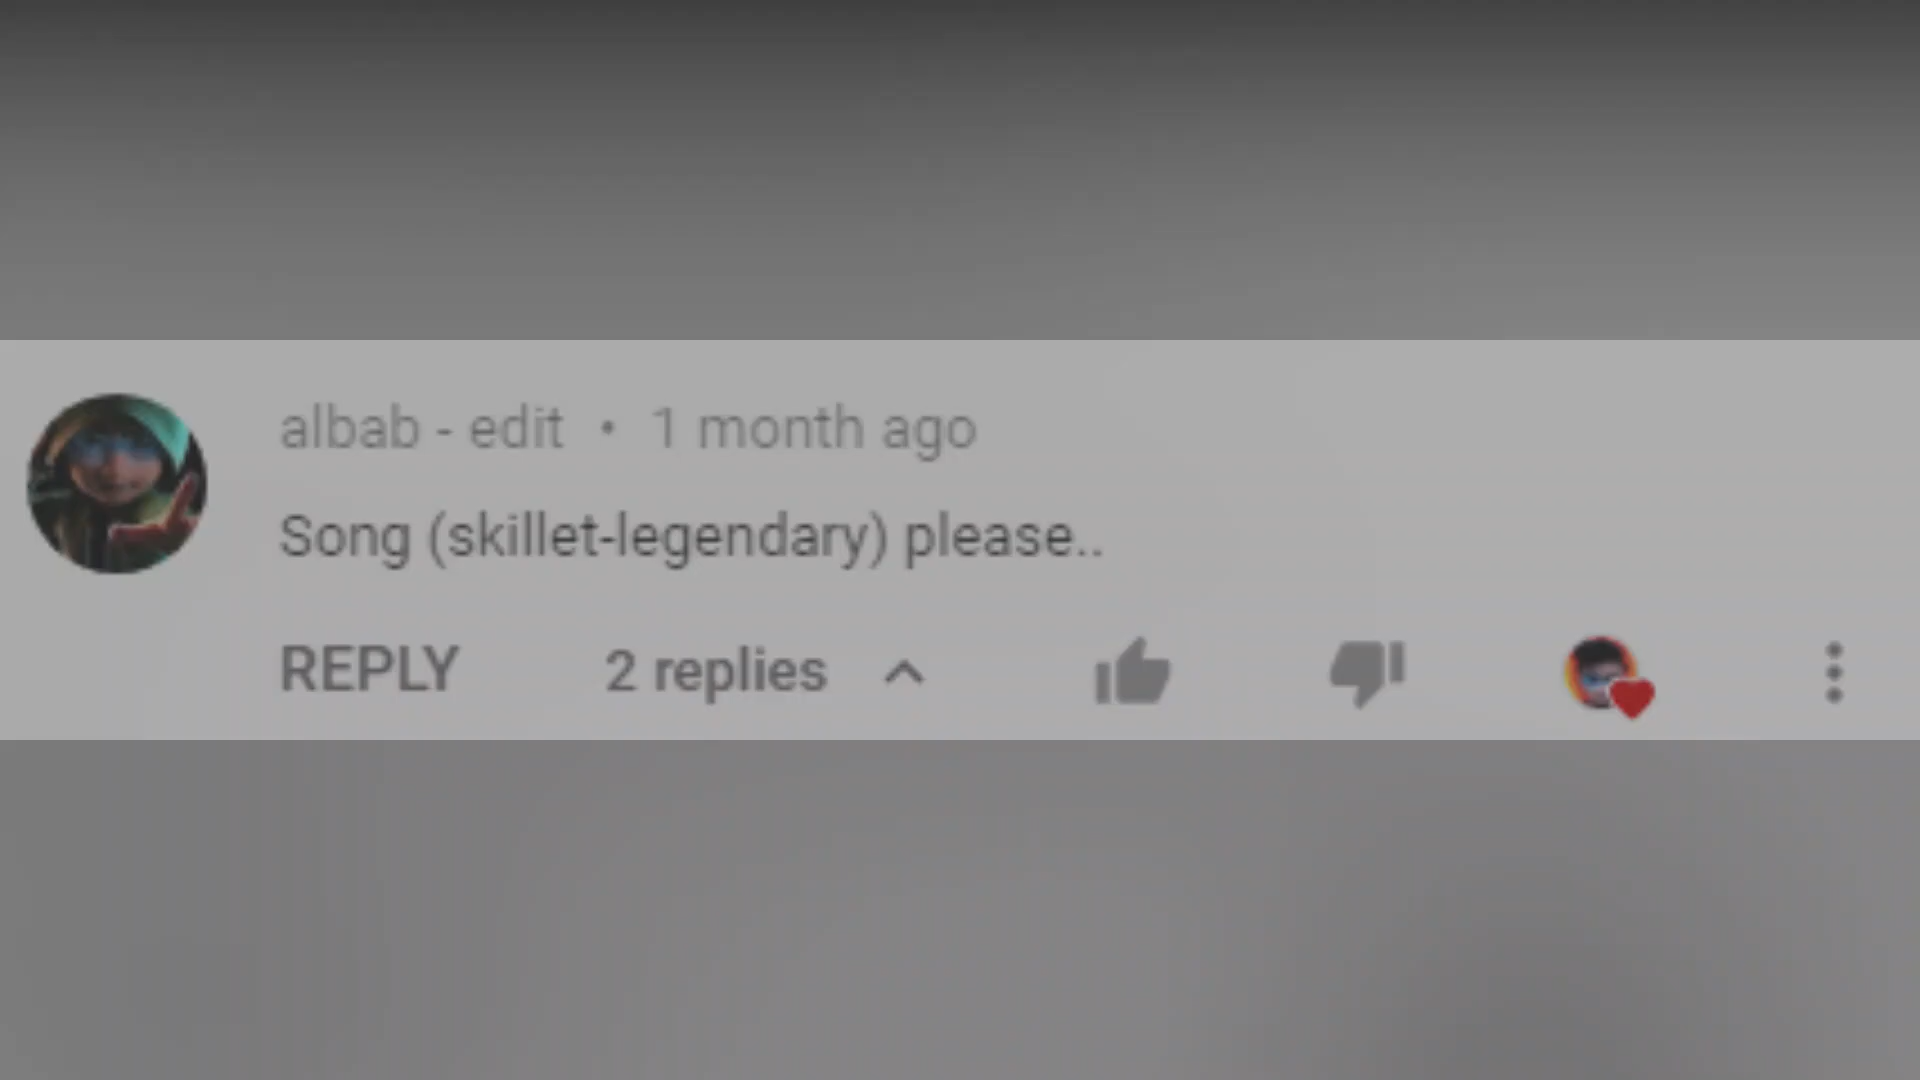 albab - edit • 1 month ago
Song (skillet-legendary) please..
REPLY 2 replies